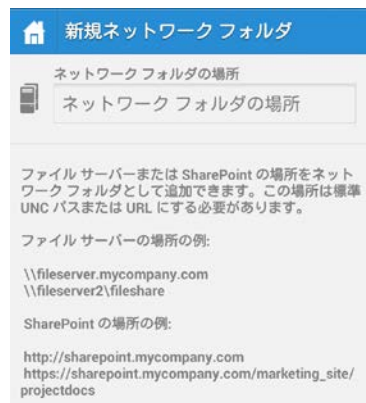 新規ネットワーク フォルダ
ネットワーク フォルダの場所
ネットワーク フォルダの場所
ファイル サーバーまたは SharePoint の場所をネット
ワーク フォルダとして追加できます。この場所は標準
UNC パスまたは URL にする必要があります。
ファイル サーバーの場所の例:
\\fileserver.mycompany.com
\\fileserver2\fileshare
SharePoint の場所の例:
http://sharepoint.mycompany.com
https://sharepoint.mycompany.com/marketing_site/
projectdocs